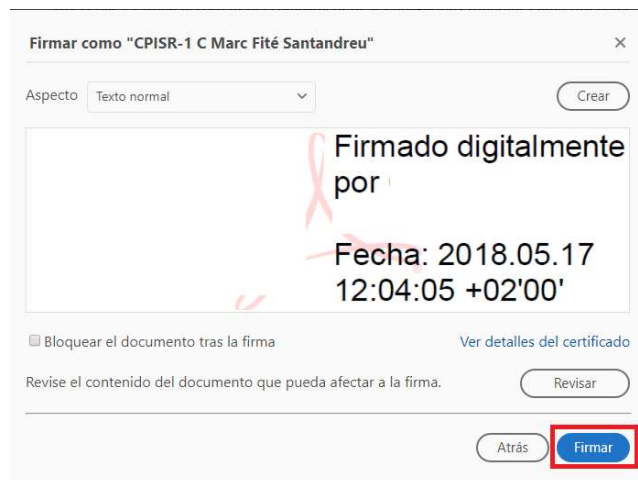 Firmar como "CPISR-1 C Marc Fité Santandreu"
Aspecto Texto normal Crear
Firmado digitalmente
por
Fecha: 2018.05.17
12:04:05 +02'00'
Bloquear el documento tras la firma Ver detalles del certificado
Revise el contenido del documento que pueda afectar a la firma. Revisar
Atrás Firmar